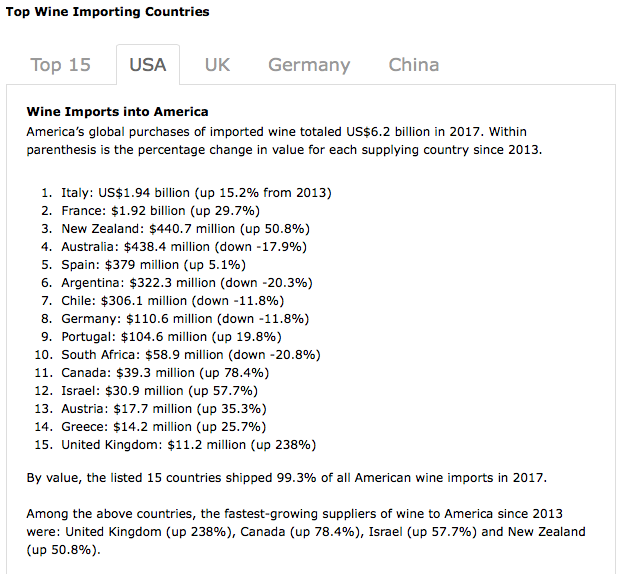 Top Wine Importing Countries
Top 15 USA UK Germany China
Wine Imports into America
America's global purchases of imported wine totaled US$6.2 billion in 2017. Within
parenthesis is the percentage change in value for each supplying country since 2013.
1. Italy: US$1.94 billion (up 15.2% from 2013)
2. France: $1.92 billion (up 29.7%)
3. New Zealand: $440.7 million (up 50.8%)
4. Australia: $438.4 million (down -17.9%)
5. Spain: $379 million (up 5.1%)
6. Argentina: $322.3 million (down -20.3%)
7. Chile: $306.1 million (down -11.8%)
8. Germany: $110.6 million (down -11.8%)
9. Portugal: $104.6 million (up 19.8%)
10. South Africa: $58.9 million (down -20.8%)
11. Canada: $39.3 million (up 78.4%)
12. Israel: $30.9 million (up 57.7%)
13. Austria: $17.7 million (up 35.3%)
14. Greece: $14.2 million (up 25.7%)
15. United Kingdom: $11.2 million (up 238%)
By value, the listed 15 countries shipped 99.3% of all American wine imports in 2017.
Among the above countries, the fastest-growing suppliers of wine to America since 2013
were: United Kingdom (up 238%), Canada (up 78.4%), Israel (up 57.7%) and New Zealand
(up 50.8%).